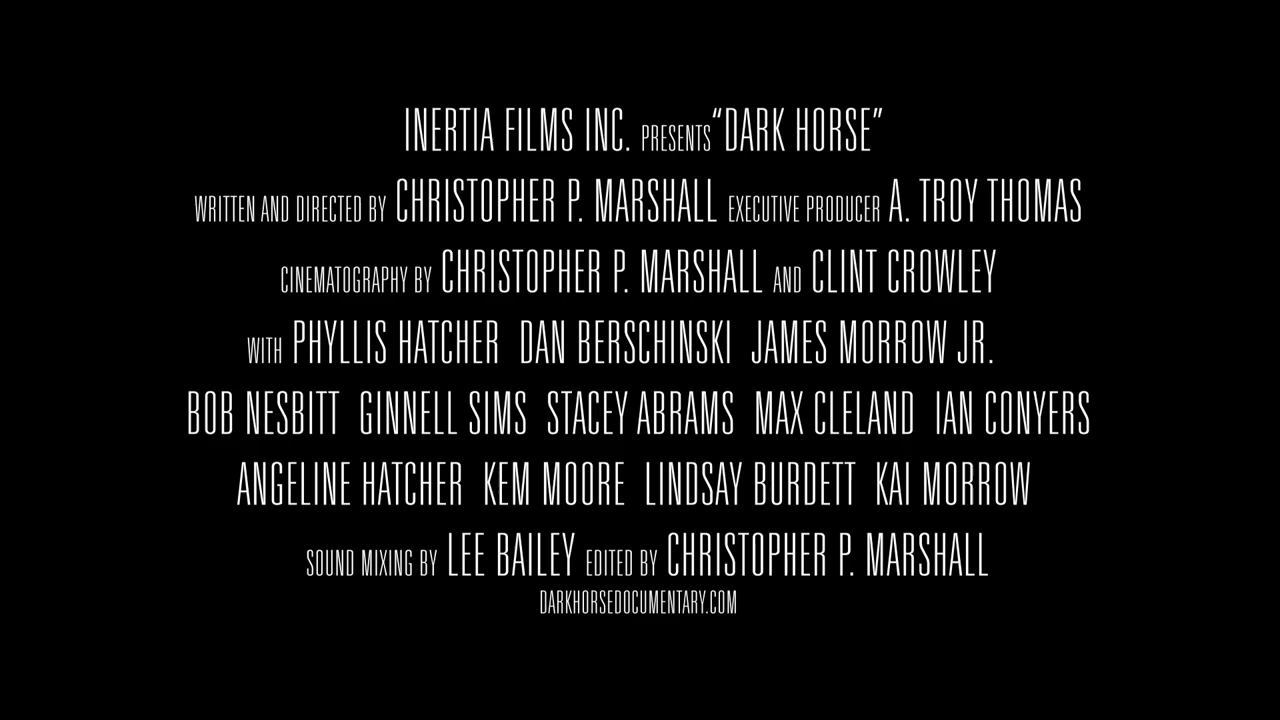 INERTIA FILMS INC. PRESENTS “DARK HORSE”
WRITTEN AND DIRECTED BY CHRISTOPHER P. MARSHALL EXECUTIVE PRODUCER A. TROY THOMAS
CINEMATOGRAPHY BY CHRISTOPHER P. MARSHALL AND CLINT CROWLEY
WITH PHYLLIS HATCHER DAN BERSCHINSKI JAMES MORROW JR.
BOB NESBITT GINNELL SIMS STACEY ABRAMS MAX CLELAND IAN CONYERS
ANGELINE HATCHER KEM MOORE LINDSAY BURDETT KAI MORROW
SOUND MIXING BY LEE BAILEY EDITED BY CHRISTOPHER P. MARSHALL
DARKHORSEDOCUMENTARY.COM